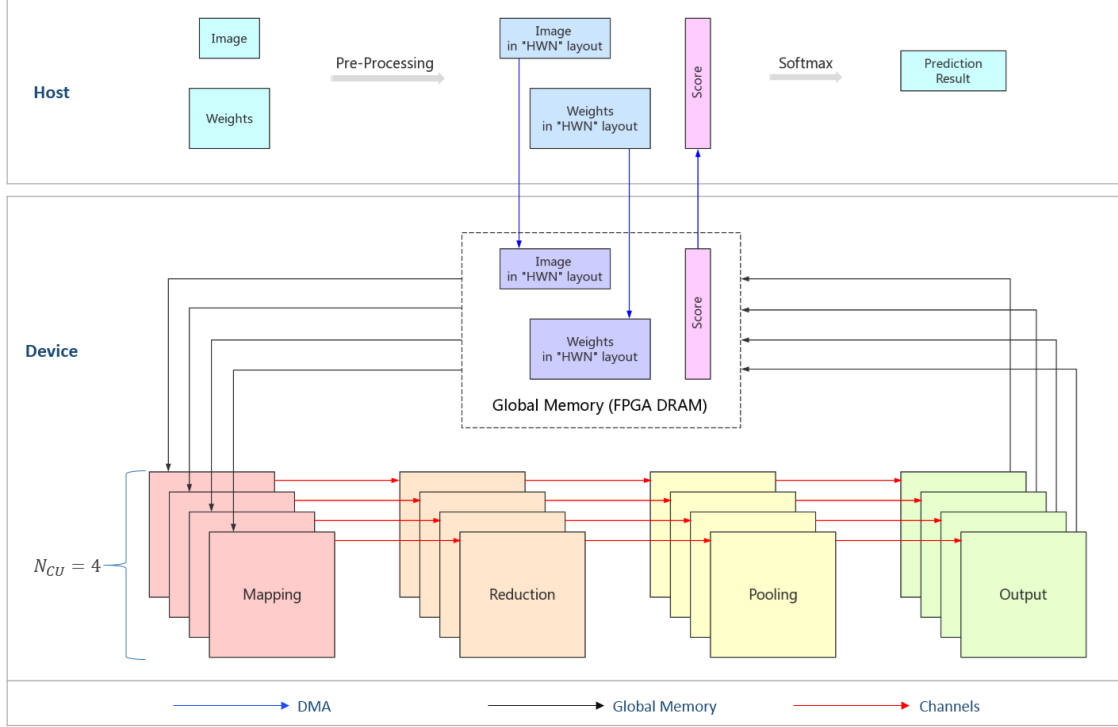 Image
Pre-Processing
Image
in "HWN" layout
Score
Softmax
Prediction
Result
Host
Weights
Weights
in "HWN" layout
Image
in "HWN" layout
Score
Device
Weights
in "HWN" layout
Global Memory (FPGA DRAM)
N_{CU} = 4
Mapping
Reduction
Pooling
Output
DMA
Global Memory
Channels